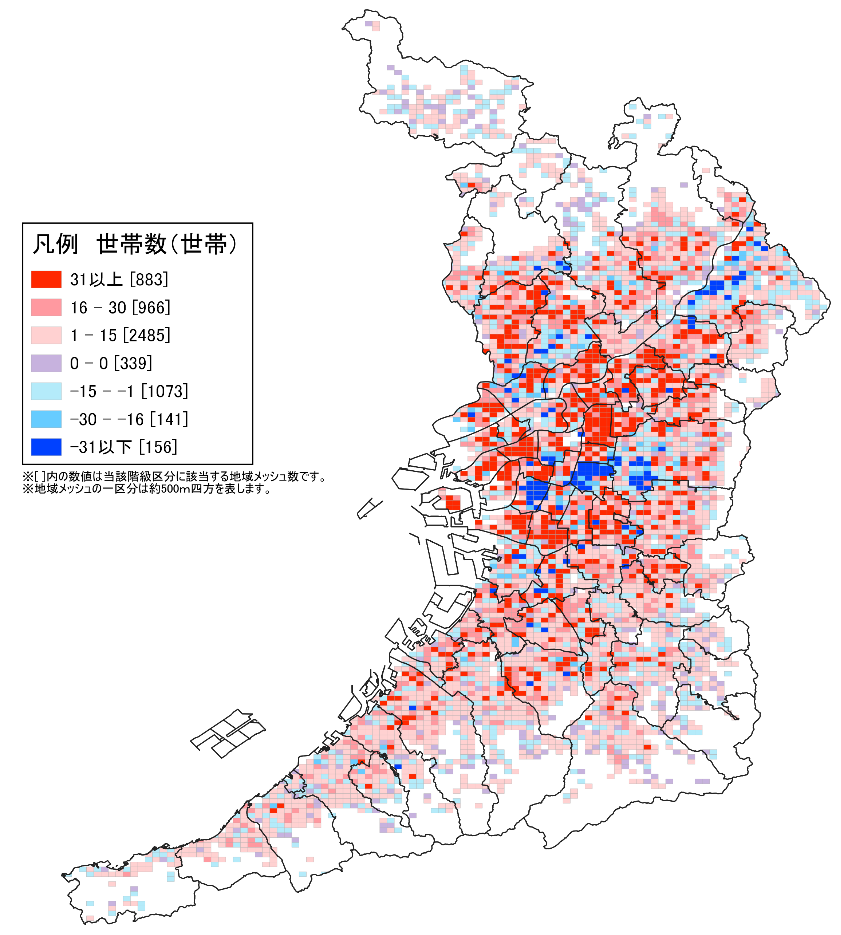 凡例　世帯数（世帯）
31以上 [883]
16 － 30 [966]
1 － 15 [2485]
0 － 0 [339]
－15 － －1 [1073]
－30 － －16 [141]
－31以下 [156]
※[ ]内の数値は当該階級区分に該当する地域メッシュ数です。
※地域メッシュの一区分は約500m四方を表します。